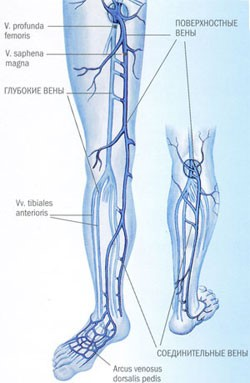 V. profunda
femoris
V. saphena
magna
ГЛУБОКИЕ ВЕНЫ
ПОВЕРХНОСТНЫЕ
ВЕНЫ
Vv. tibiales
anterioris
СОЕДИНИТЕЛЬНЫЕ ВЕНЫ
Arcus venosus
dorsalis pedis